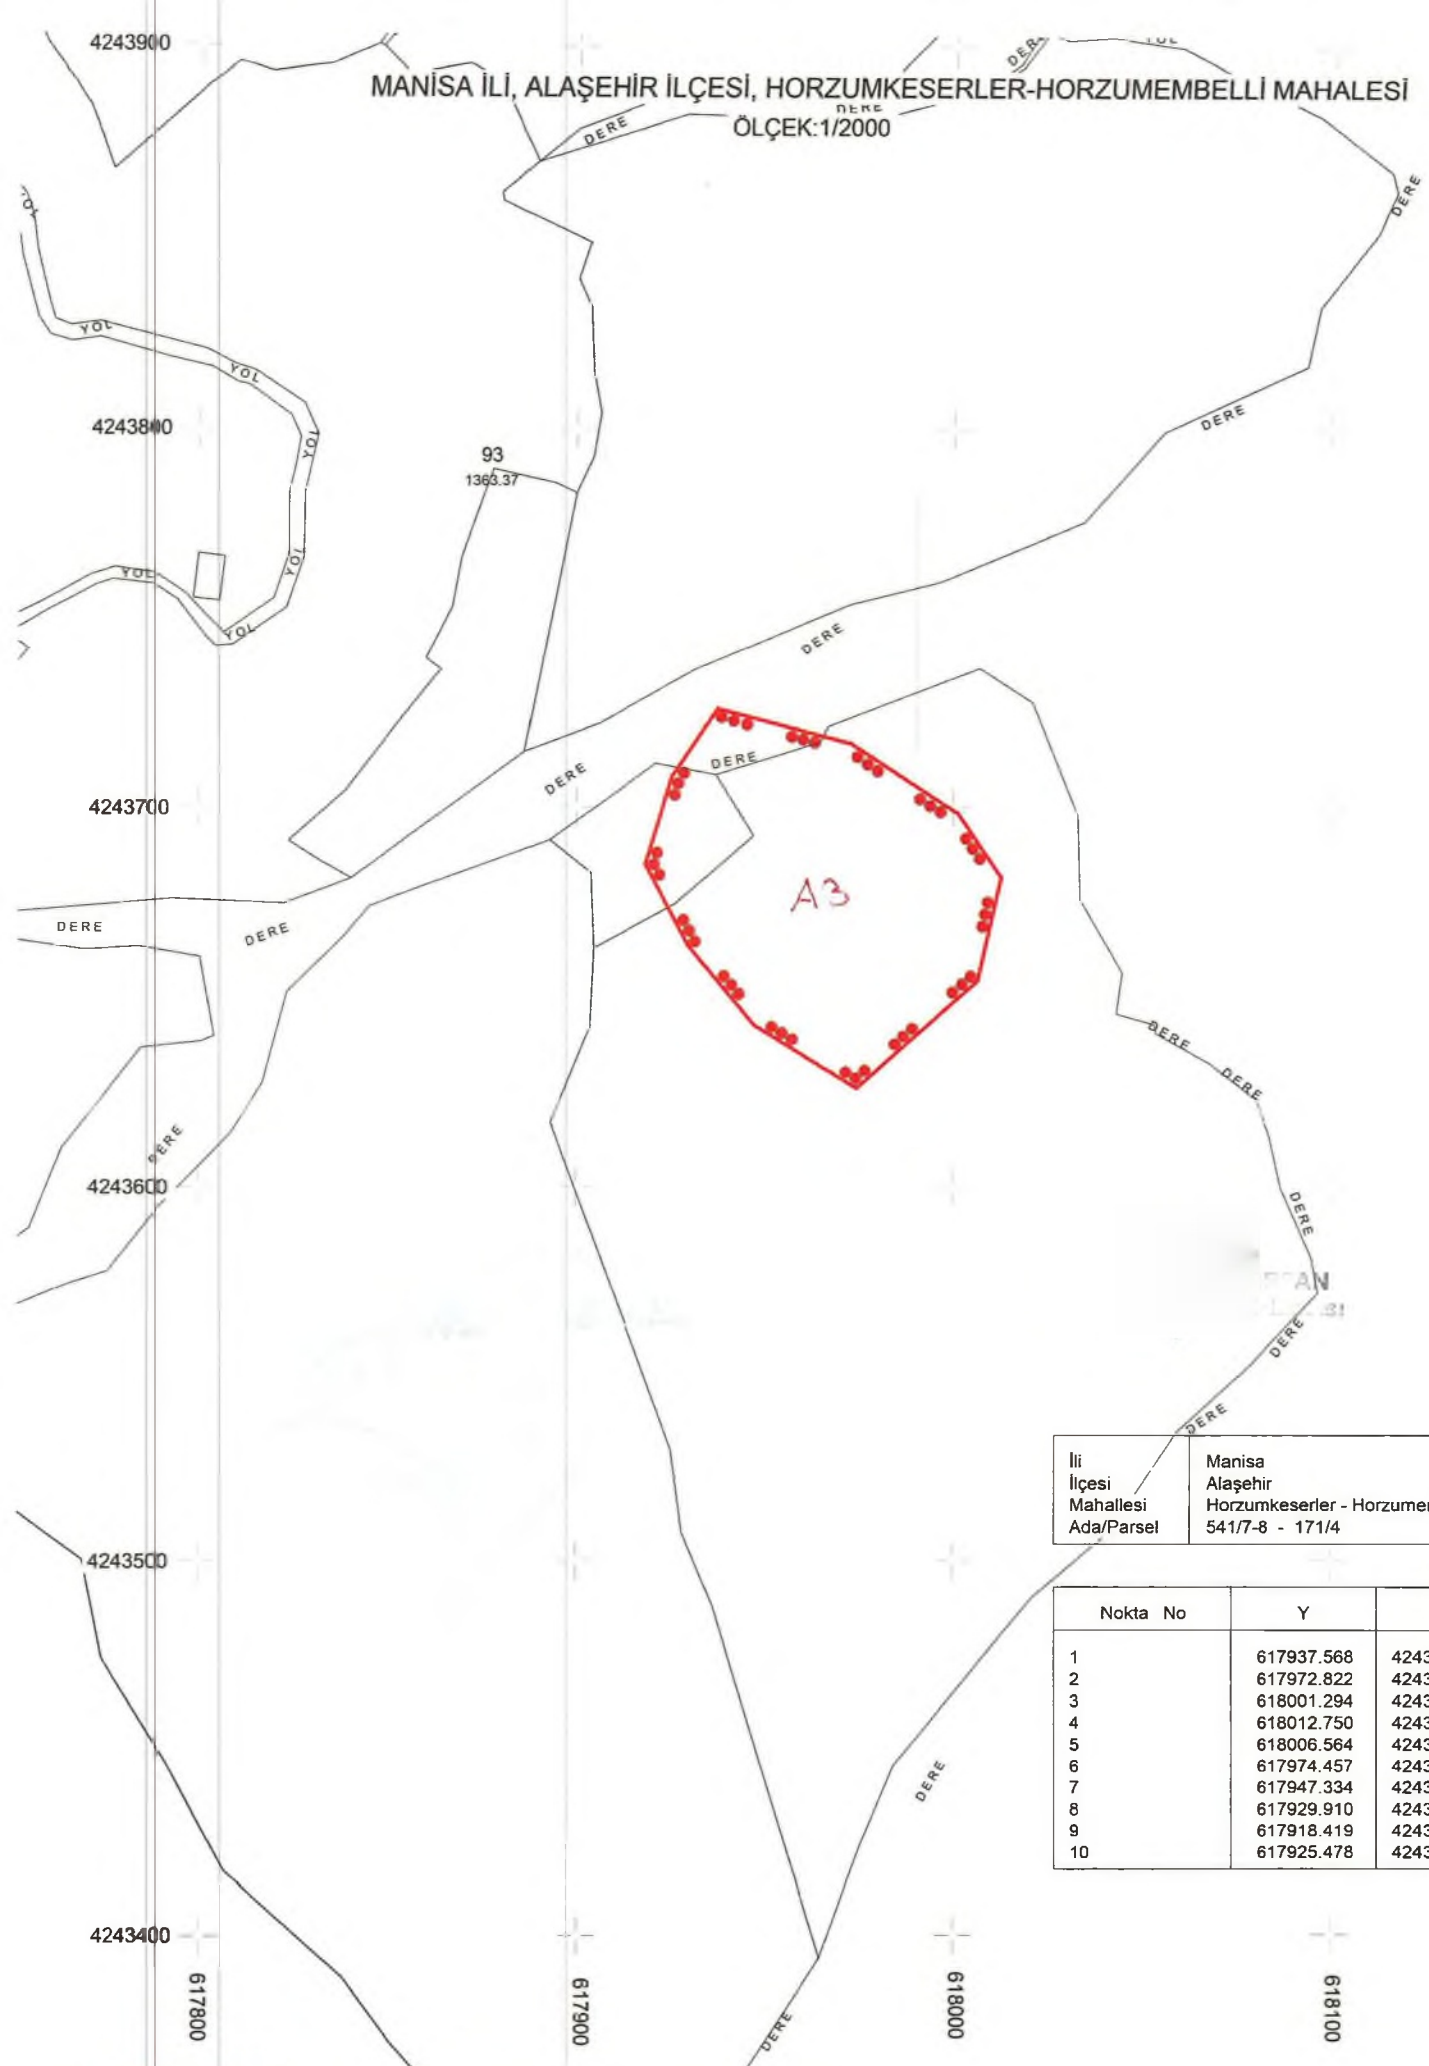 4243900
DERE
YOL
MANİSA İLİ, ALAŞEHİR İLÇESİ, HORZUMKESERLER-HORZUMEMBELLİ MAHALESİ
DERE
DERE
ÖLÇEK:1/2000
DERE
YOL
YOL
YOL
DERE
4243800
YOL
93
1363.37
YOL
YOL
YOL
DERE
DERE
DERE
4243700
A3
DERE
DERE
DERE
DERE
DERE
4243600
DERE
DERE
DERE
İli Manisa
İlçesi Alaşehir
Mahallesi Horzumkeserler - Horzumer
Ada/Parsel 541/7-8 - 171/4
4243500
Nokta No Y
1 617937.568 4243
2 617972.822 4243
3 618001.294 4243
4 618012.750 4243
5 618006.564 4243
6 617974.457 4243
7 617947.334 4243
8 617929.910 4243
9 617918.419 4243
10 617925.478 4243
DERE
4243400
617800
617900
618000
618100
DERE